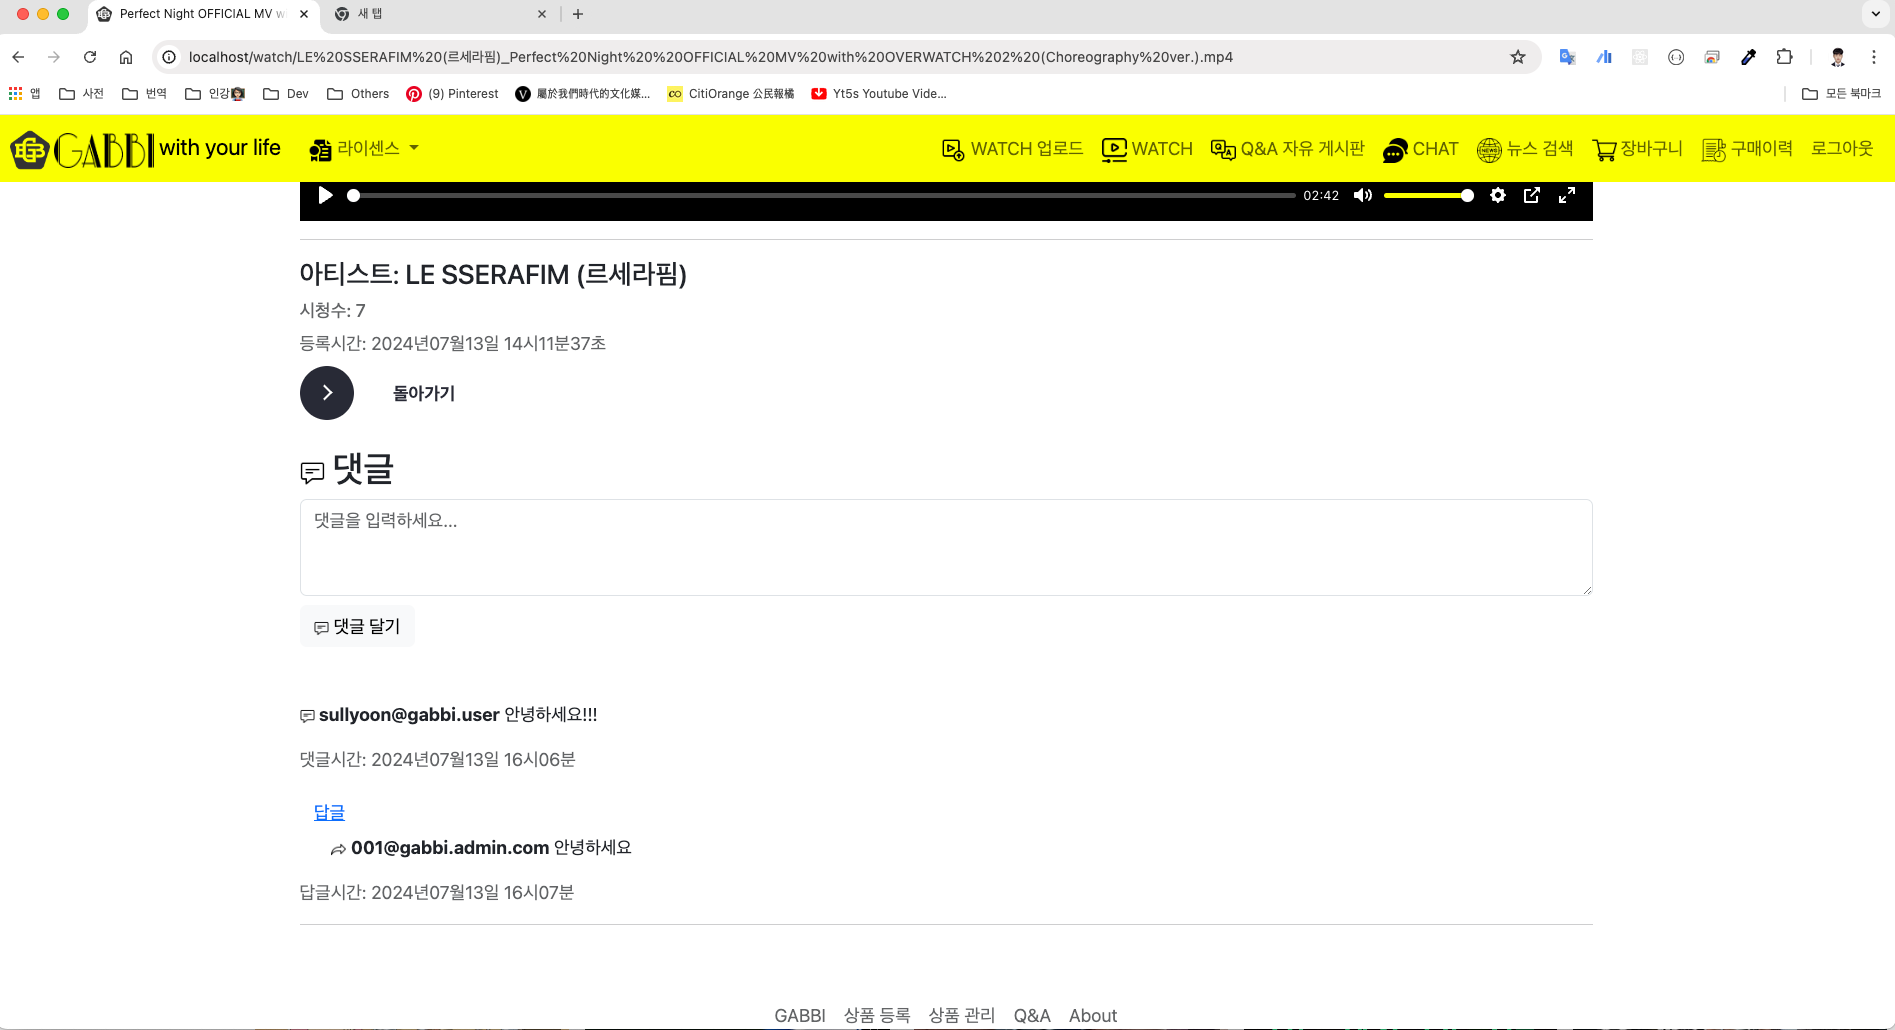 Perfect Night OFFICIAL MV w
새 탭
localhost/watch/LE%20SSERAFIM%20(르세라핌)_Perfect%20Night%20%20OFFICIAL%20MV%20with%20OVERWATCH%202%20(Choreography%20ver.).mp4
앱 사전 번역 인강 Dev Others (9) Pinterest 屬於我們時代的文化媒... CitiOrange 公民報橘 Yt5s Youtube Vide... 모든 북마크
GABBI with your life 라이센스 WATCH 업로드 WATCH Q&A 자유 게시판 CHAT 뉴스 검색 장바구니 구매이력 로그아웃
02:42
아티스트: LE SSERAFIM (르세라핌)
시청수: 7
등록시간: 2024년07월13일 14시11분37초
돌아가기
댓글
댓글을 입력하세요...
댓글 달기
sullyoon@gabbi.user 안녕하세요!!!
댓글시간: 2024년07월13일 16시06분
답글
001@gabbi.admin.com 안녕하세요
답글시간: 2024년07월13일 16시07분
GABBI 상품 등록 상품 관리 Q&A About